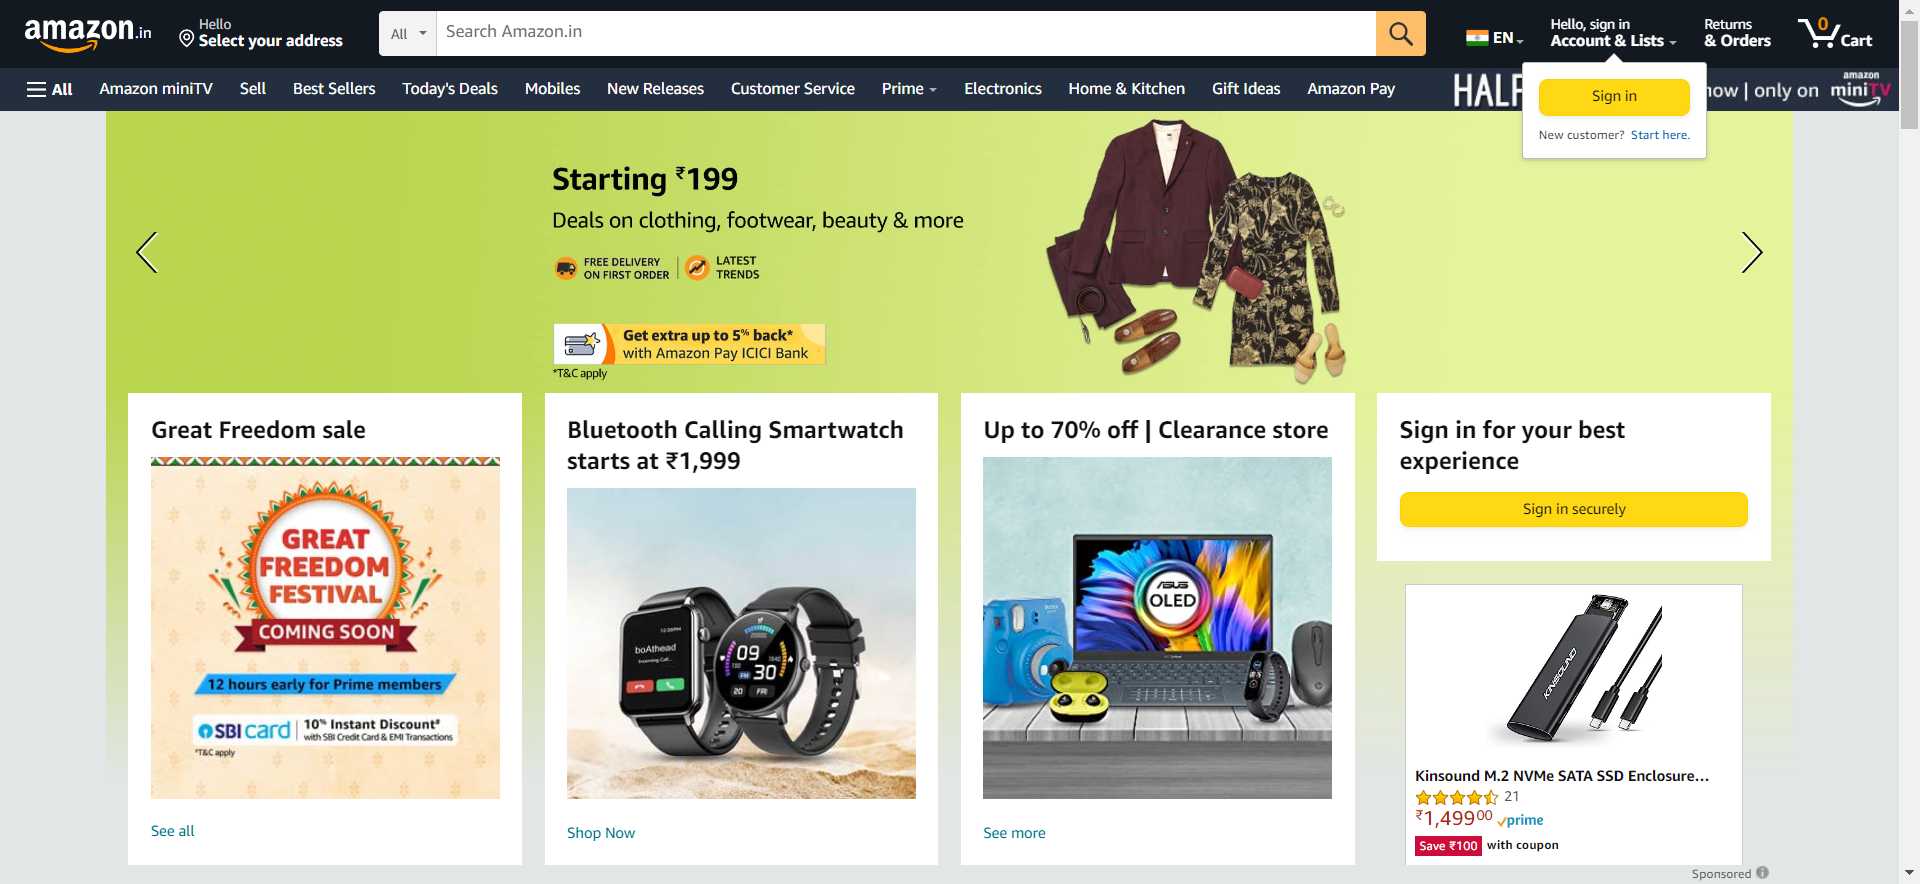 amazon.in
Hello
Select your address
All
Search Amazon.in
EN
Hello, sign in
Account & Lists
Returns
& Orders
0
Cart
All
Amazon miniTV
Sell
Best Sellers
Today's Deals
Mobiles
New Releases
Customer Service
Prime
Electronics
Home & Kitchen
Gift Ideas
Amazon Pay
HALF
now | only on
amazon
miniTV
Sign in
New customer? Start here.
Starting ₹199
Deals on clothing, footwear, beauty & more
FREE DELIVERY
ON FIRST ORDER
LATEST
TRENDS
Get extra up to 5% back*
with Amazon Pay ICICI Bank
*T&C apply
Great Freedom sale
GREAT
FREEDOM
FESTIVAL
COMING SOON
12 hours early for Prime members
SBI card
10% Instant Discount#
with SBI Credit Card & EMI Transactions
*T&C apply
See all
Bluetooth Calling Smartwatch
starts at ₹1,999
boAthead
Incoming Call...
09
30
20
FRI
Shop Now
Up to 70% off | Clearance store
ASUS
OLED
See more
Sign in for your best
experience
Sign in securely
KINSOUND
Kinsound M.2 NVMe SATA SSD Enclosure...
21
₹1,49900
prime
Save ₹100 with coupon
Sponsored